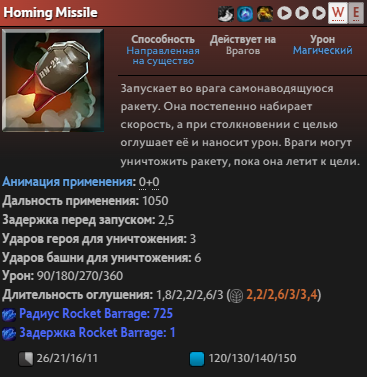 Homing Missile W E
HM-22
Способность
Направленная
на существо
Действует на
Врагов
Урон
Магический
Запускает во врага самонаводящуюся
ракету. Она постепенно набирает
скорость, а при столкновении с целью
оглушает её и наносит урон. Враги могут
уничтожить ракету, пока она летит к цели.
Анимация применения: 0+0
Дальность применения: 1050
Задержка перед запуском: 2,5
Ударов героя для уничтожения: 3
Ударов башни для уничтожения: 6
Урон: 90/180/270/360
Длительность оглушения: 1,8/2,2/2,6/3 (2,2/2,6/3/3,4)
Радиус Rocket Barrage: 725
Задержка Rocket Barrage: 1
26/21/16/11 120/130/140/150